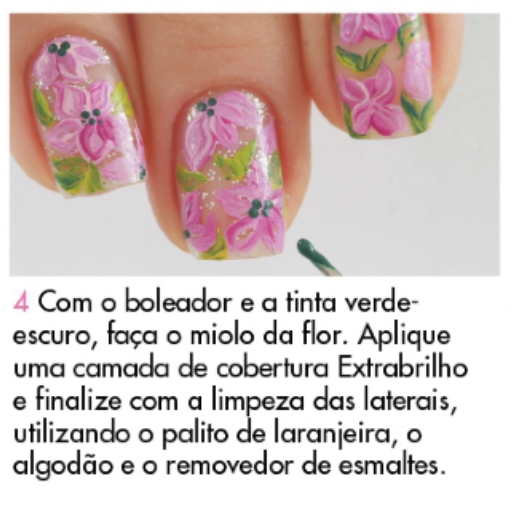 4 Com o boleador e a tinta verde-
escuro, faça o miolo da flor. Aplique
uma camada de cobertura Extrabrilho
e finalize com a limpeza das laterais,
utilizando o palito de laranjeira, o
algodão e o removedor de esmaltes.